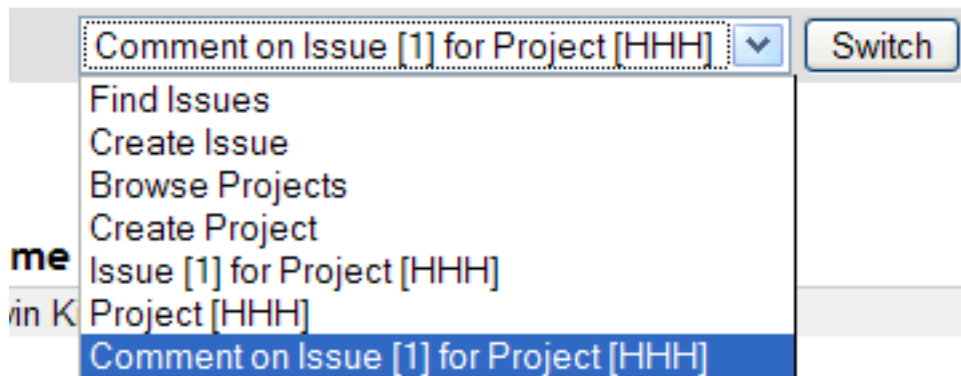 Comment on Issue [1] for Project [HHH] Switch
Find Issues
Create Issue
Browse Projects
Create Project
me
Issue [1] for Project [HHH]
vin K Project [HHH]
Comment on Issue [1] for Project [HHH]